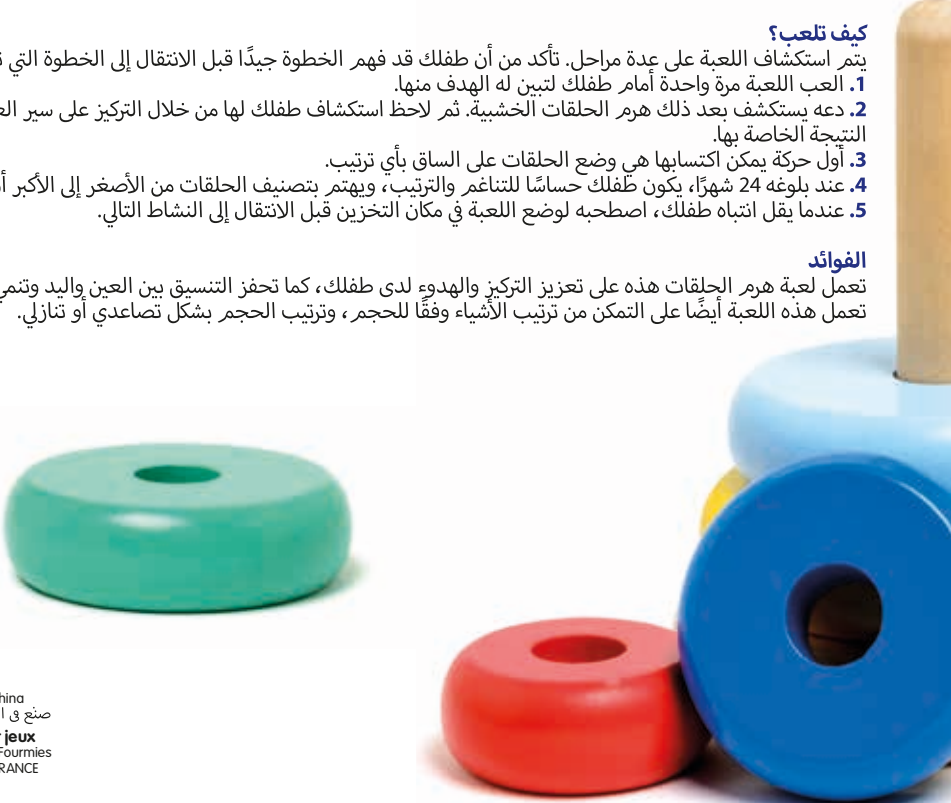 كيف تلعب؟
يتم استكشاف اللعبة على عدة مراحل. تأكد من أن طفلك قد فهم الخطوة جيدًا قبل الانتقال إلى الخطوة التي
1. العب اللعبة مرة واحدة أمام طفلك لتبين له الهدف منها.
2. دعه يستكشف بعد ذلك هرم الحلقات الخشبية. ثم لاحظ استكشاف طفلك لها من خلال التركيز على سير
النتيجة الخاصة بها.
3. أول حركة يمكن اكتسابها هي وضع الحلقات على الساق بأي ترتيب.
4. عند بلوغه 24 شهرًا، يكون طفلك حساسًا للتناغم والترتيب، ويهتم بتصنيف الحلقات من الأصغر إلى الأكبر
5. عندما يقل انتباه طفلك، اصطحبه لوضع اللعبة في مكان التخزين قبل الانتقال إلى النشاط التالي.
الفوائد
تعمل لعبة هرم الحلقات هذه على تعزيز التركيز والهدوء لدى طفلك، كما تحفز التنسيق بين العين واليد وتنمي
تعمل هذه اللعبة أيضًا على التمكن من ترتيب الأشياء وفقًا للحجم، وترتيب الحجم بشكل تصاعدي أو تنازلي.
hina
صنع في
jeux
Fourmies
RANCE